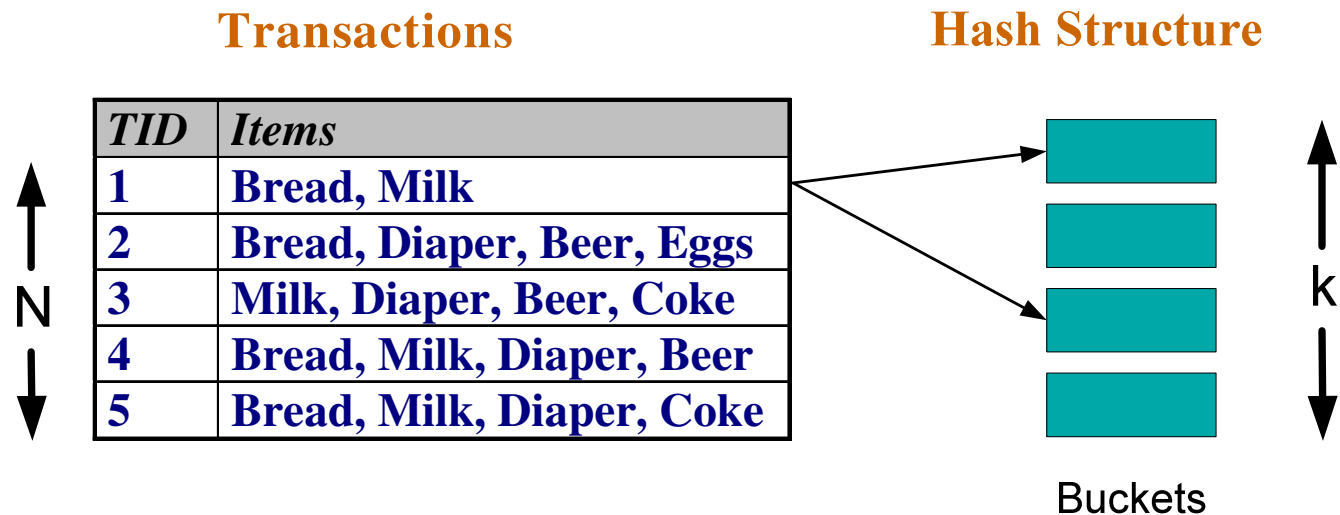 Transactions
Hash Structure
TID Items
1 Bread, Milk
2 Bread, Diaper, Beer, Eggs
3 Milk, Diaper, Beer, Coke
4 Bread, Milk, Diaper, Beer
5 Bread, Milk, Diaper, Coke
N
k
Buckets